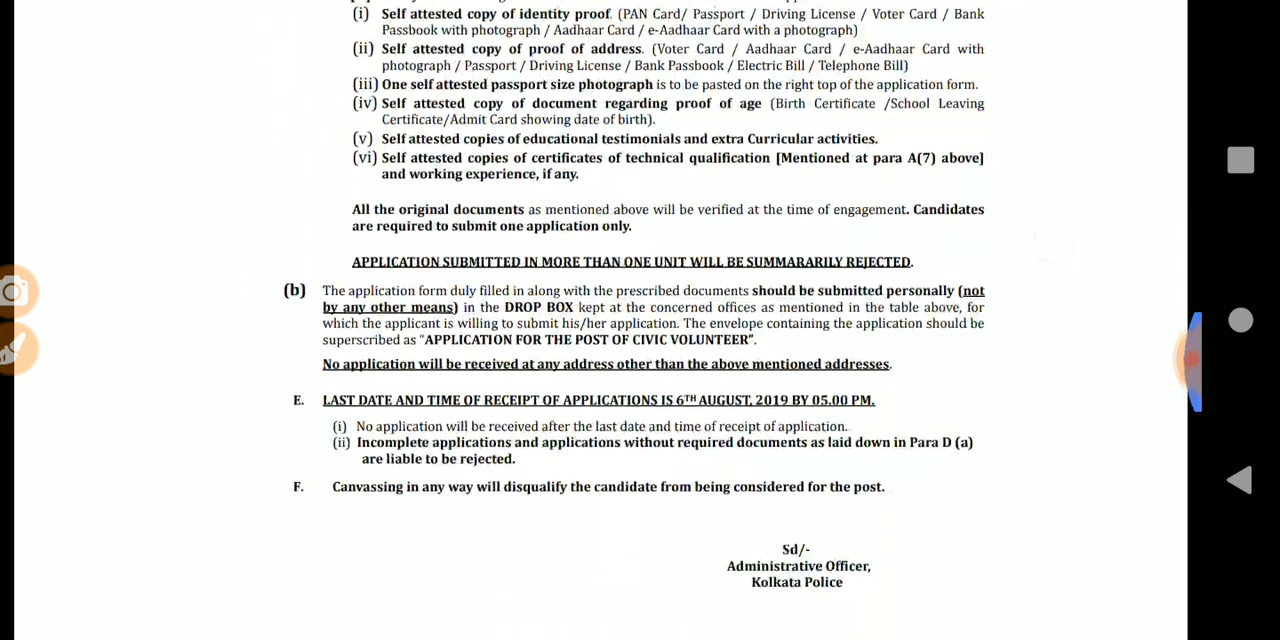 (i) Self attested copy of identity proof. (PAN Card/ Passport / Driving License / Voter Card / Bank
Passbook with photograph / Aadhaar Card / e-Aadhaar Card with a photograph)
(ii) Self attested copy of proof of address. (Voter Card / Aadhaar Card / e-Aadhaar Card with
photograph / Passport / Driving License / Bank Passbook / Electric Bill / Telephone Bill)
(iii) One self attested passport size photograph is to be pasted on the right top of the application form.
(iv) Self attested copy of document regarding proof of age (Birth Certificate /School Leaving
Certificate/Admit Card showing date of birth).
(v) Self attested copies of educational testimonials and extra Curricular activities.
(vi) Self attested copies of certificates of technical qualification [Mentioned at para A(7) above]
and working experience, if any.
All the original documents as mentioned above will be verified at the time of engagement. Candidates
are required to submit one application only.
APPLICATION SUBMITTED IN MORE THAN ONE UNIT WILL BE SUMMARARILY REJECTED.
(b) The application form duly filled in along with the prescribed documents should be submitted personally (not
by any other means) in the DROP BOX kept at the concerned offices as mentioned in the table above, for
which the applicant is willing to submit his/her application. The envelope containing the application should be
superscribed as "APPLICATION FOR THE POST OF CIVIC VOLUNTEER".
No application will be received at any address other than the above mentioned addresses.
E. LAST DATE AND TIME OF RECEIPT OF APPLICATIONS IS 6TH AUGUST, 2019 BY 05.00 PM.
(i) No application will be received after the last date and time of receipt of application.
(ii) Incomplete applications and applications without required documents as laid down in Para D (a)
are liable to be rejected.
F. Canvassing in any way will disqualify the candidate from being considered for the post.
Sd/-
Administrative Officer,
Kolkata Police